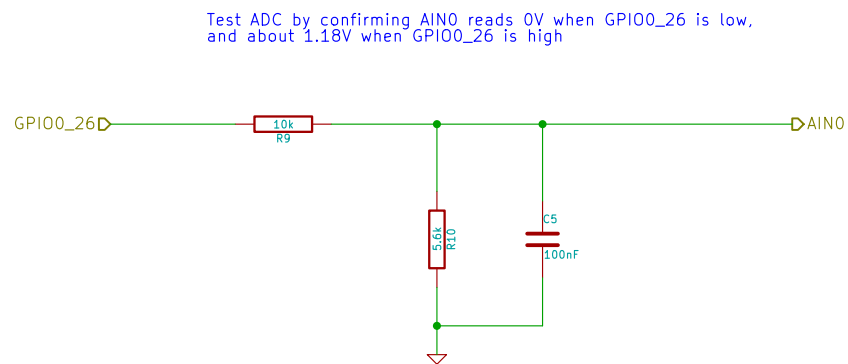 Test ADC by confirming AIN0 reads 0V when GPIO0_26 is low,
and about 1.18V when GPIO0_26 is high
GPIO0_26
10k
R9
AIN0
5.6k
R10
C5
100nF